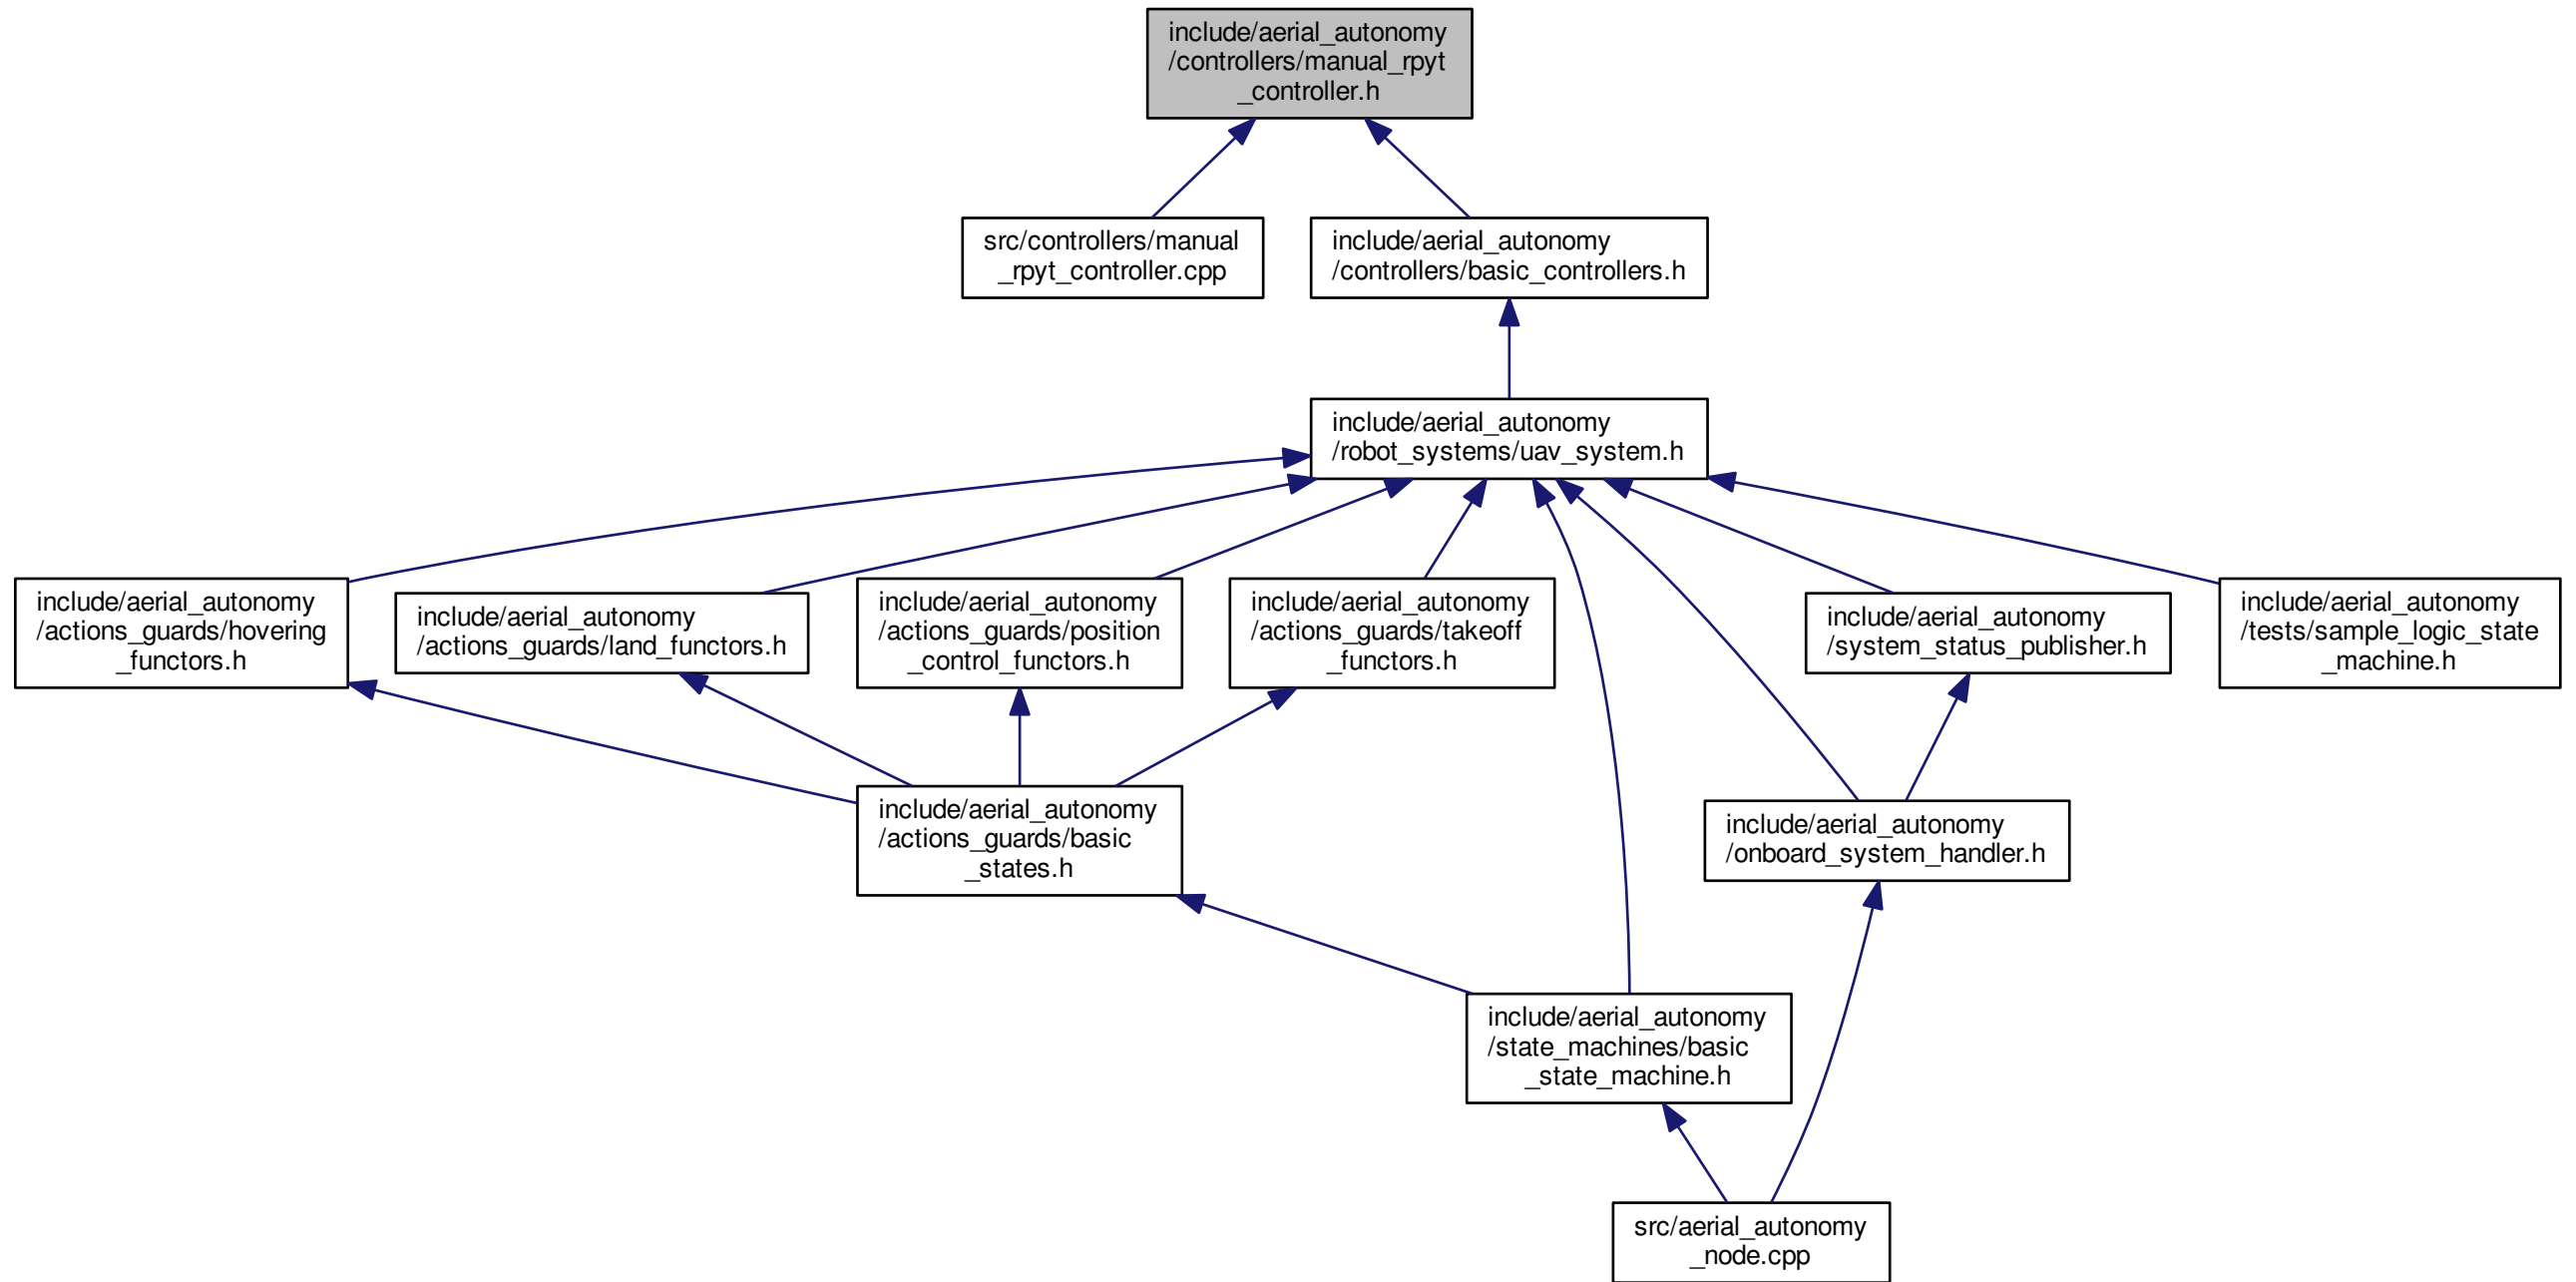 include/aerial_autonomy
/controllers/manual_rpyt
_controller.h
src/controllers/manual
_rpyt_controller.cpp
include/aerial_autonomy
/controllers/basic_controllers.h
include/aerial_autonomy
/robot_systems/uav_system.h
include/aerial_autonomy
/actions_guards/hovering
_functors.h
include/aerial_autonomy
/actions_guards/land_functors.h
include/aerial_autonomy
/actions_guards/position
_control_functors.h
include/aerial_autonomy
/actions_guards/takeoff
_functors.h
include/aerial_autonomy
/system_status_publisher.h
include/aerial_autonomy
/tests/sample_logic_state
_machine.h
include/aerial_autonomy
/actions_guards/basic
_states.h
include/aerial_autonomy
/onboard_system_handler.h
include/aerial_autonomy
/state_machines/basic
_state_machine.h
src/aerial_autonomy
_node.cpp